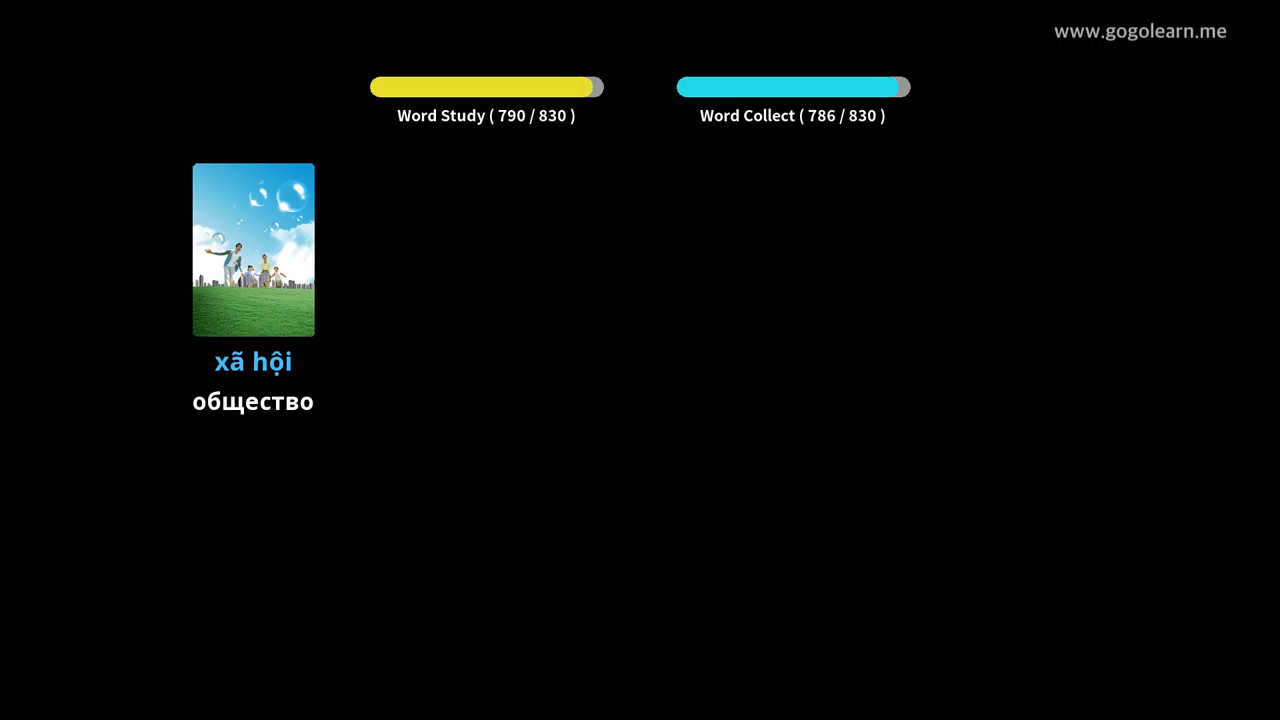 www.gogolearn.me
Word Study ( 790 / 830 )
Word Collect ( 786 / 830 )
xã hội
общество